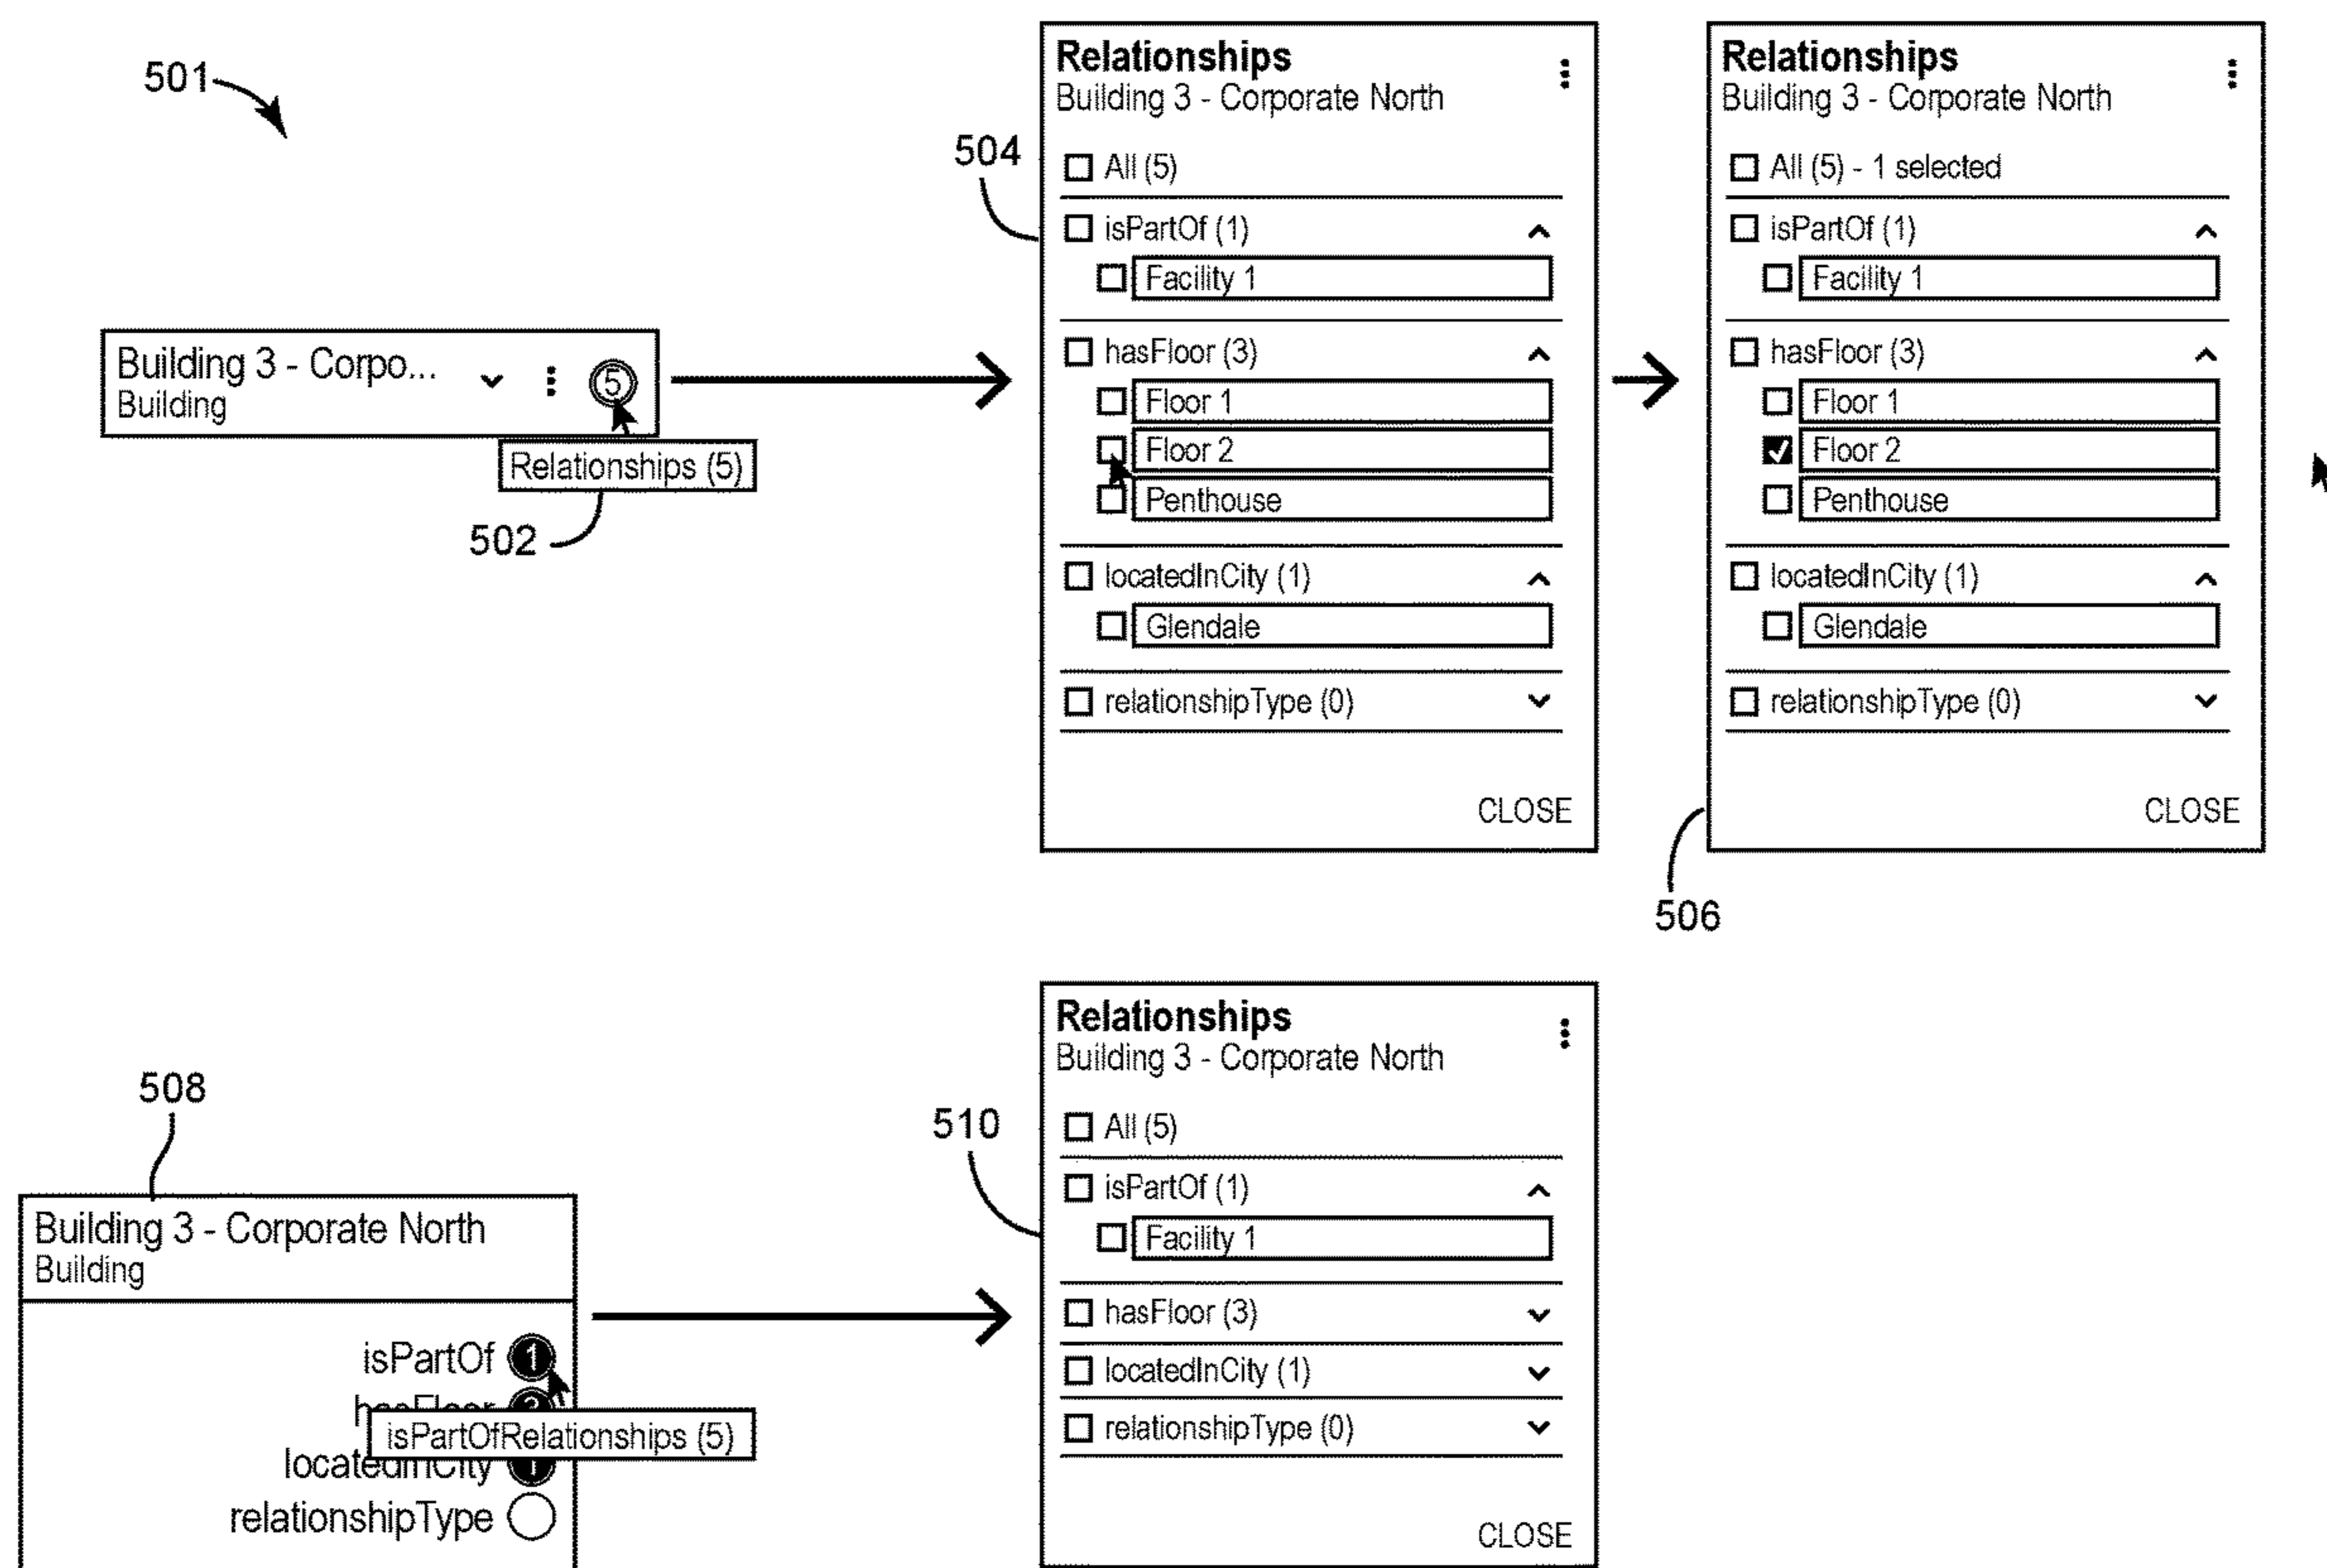 501
Building 3 - Corpo...
Building
5
Relationships (5)
502
504
Relationships
Building 3 - Corporate North
All (5)
isPartOf (1)
Facility 1
hasFloor (3)
Floor 1
Floor 2
Penthouse
locatedInCity (1)
Glendale
relationshipType (0)
CLOSE
Relationships
Building 3 - Corporate North
All (5) - 1 selected
isPartOf (1)
Facility 1
hasFloor (3)
Floor 1
Floor 2
Penthouse
locatedInCity (1)
Glendale
relationshipType (0)
CLOSE
506
508
Building 3 - Corporate North
Building
isPartOf 1
hasFloor
isPartOfRelationships (5)
locatedInCity
relationshipType
510
Relationships
Building 3 - Corporate North
All (5)
isPartOf (1)
Facility 1
hasFloor (3)
locatedInCity (1)
relationshipType (0)
CLOSE